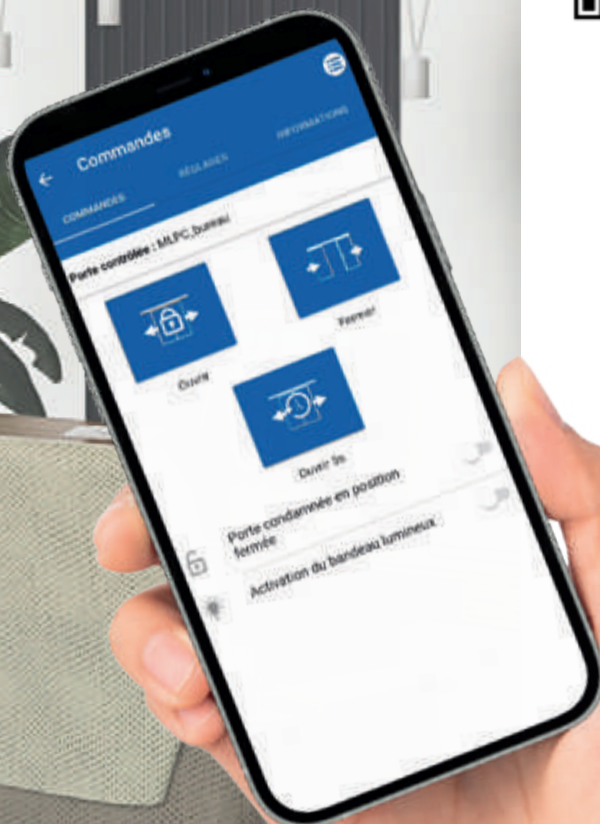 Commandes
COMMANDES
RÉGLAGES
INFORMATIONS
Porte contrôlée : MLPC_bureau
Ouvrir
Fermer
Ouvrir 5s
Porte condamnée en position
fermée
Activation du bandeau lumineux